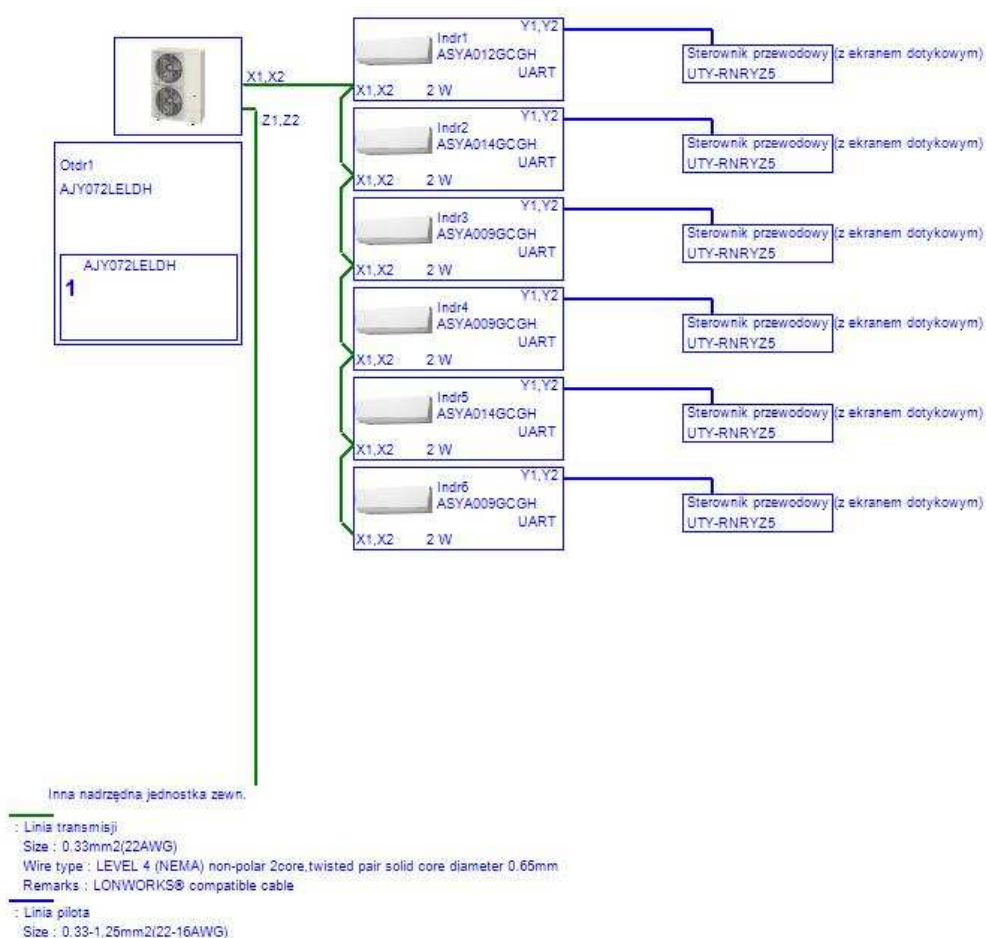 X1,X2
Z1,Z2
Otdr1
AJY072LELDH
AJY072LELDH
1
Y1,Y2
Indr1
ASYA012GCGH
UART
X1,X2 2 W
Sterownik przewodowy (z ekranem dotykowym)
UTY-RNRYZ5
Y1,Y2
Indr2
ASYA014GCGH
UART
X1,X2 2 W
Sterownik przewodowy (z ekranem dotykowym)
UTY-RNRYZ5
Y1,Y2
Indr3
ASYA009GCGH
UART
X1,X2 2 W
Sterownik przewodowy (z ekranem dotykowym)
UTY-RNRYZ5
Y1,Y2
Indr4
ASYA009GCGH
UART
X1,X2 2 W
Sterownik przewodowy (z ekranem dotykowym)
UTY-RNRYZ5
Y1,Y2
Indr5
ASYA014GCGH
UART
X1,X2 2 W
Sterownik przewodowy (z ekranem dotykowym)
UTY-RNRYZ5
Y1,Y2
Indr6
ASYA009GCGH
UART
X1,X2 2 W
Sterownik przewodowy (z ekranem dotykowym)
UTY-RNRYZ5
Inna nadrzędna jednostka zewn.
: Linia transmisji
Size : 0.33mm2(22AWG)
Wire type : LEVEL 4 (NEMA) non-polar 2core,twisted pair solid core diameter 0.65mm
Remarks : LONWORKS® compatible cable
: Linia pilota
Size : 0.33-1.25mm2(22-16AWG)